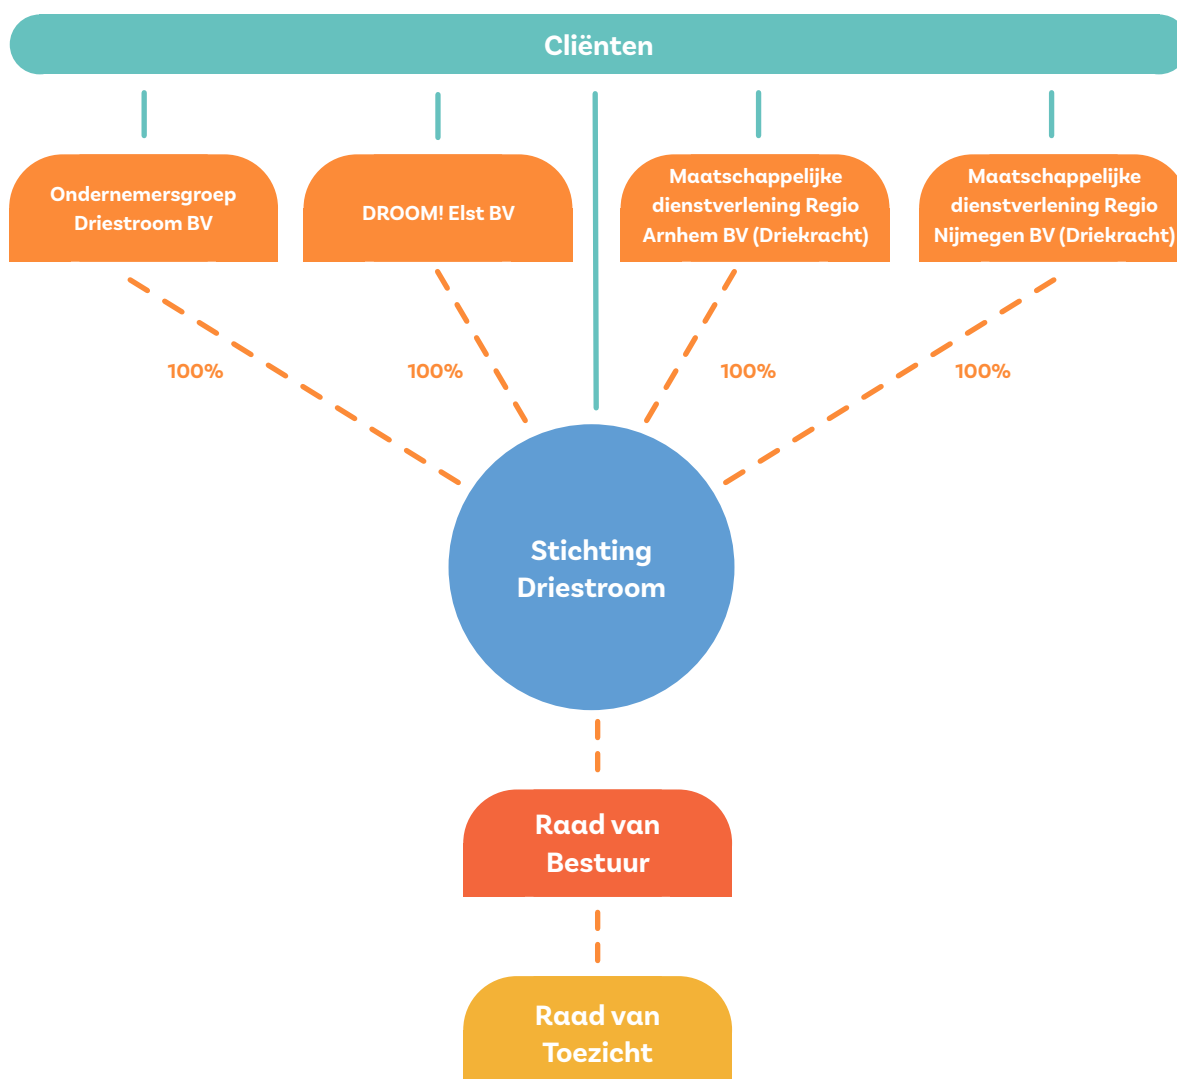 Cliënten
Ondernemersgroep
Driestroom BV
DROOM! Elst BV
Maatschappelijke
dienstverlening Regio
Arnhem BV (Driekracht)
Maatschappelijke
dienstverlening Regio
Nijmegen BV (Driekracht)
100%
100%
100%
100%
Stichting
Driestroom
Raad van
Bestuur
Raad van
Toezicht